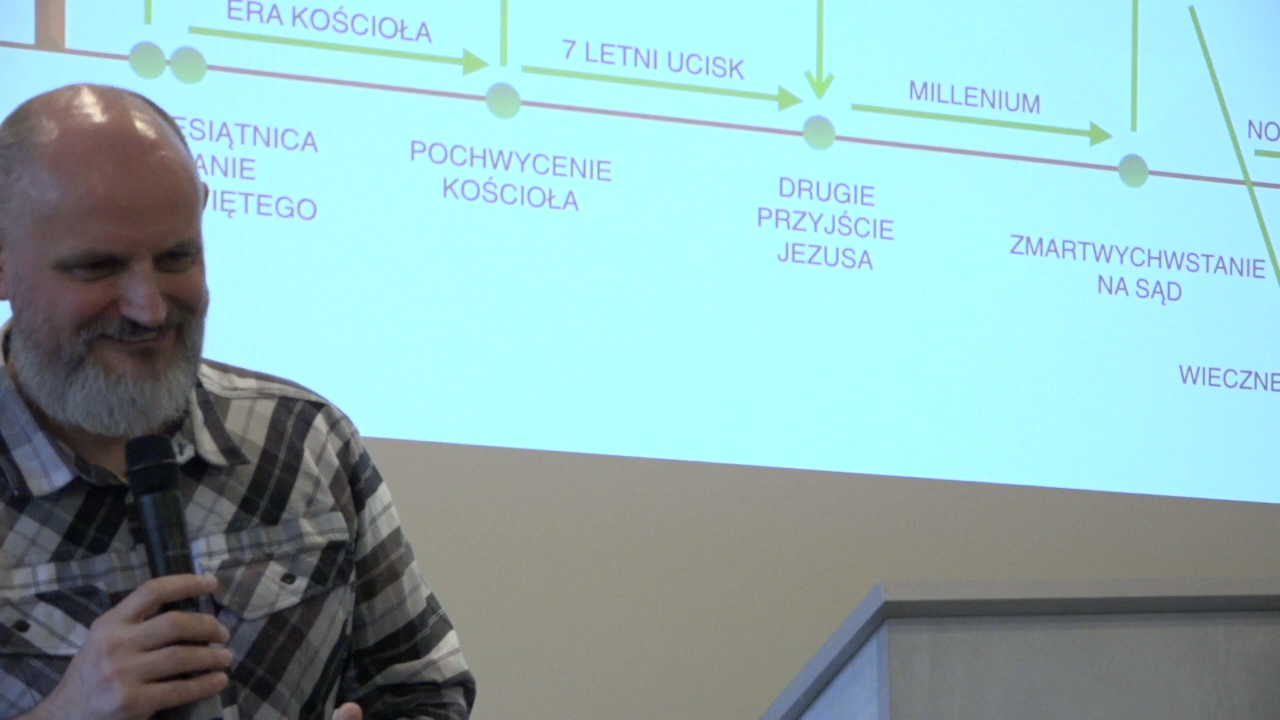 ERA KOŚCIOŁA
7 LETNI UCISK
MILLENIUM
POCHWYCENIE
KOŚCIOŁA
DRUGIE
PRZYJŚCIE
JEZUSA
ZMARTWYCHWSTANIE
NA SĄD